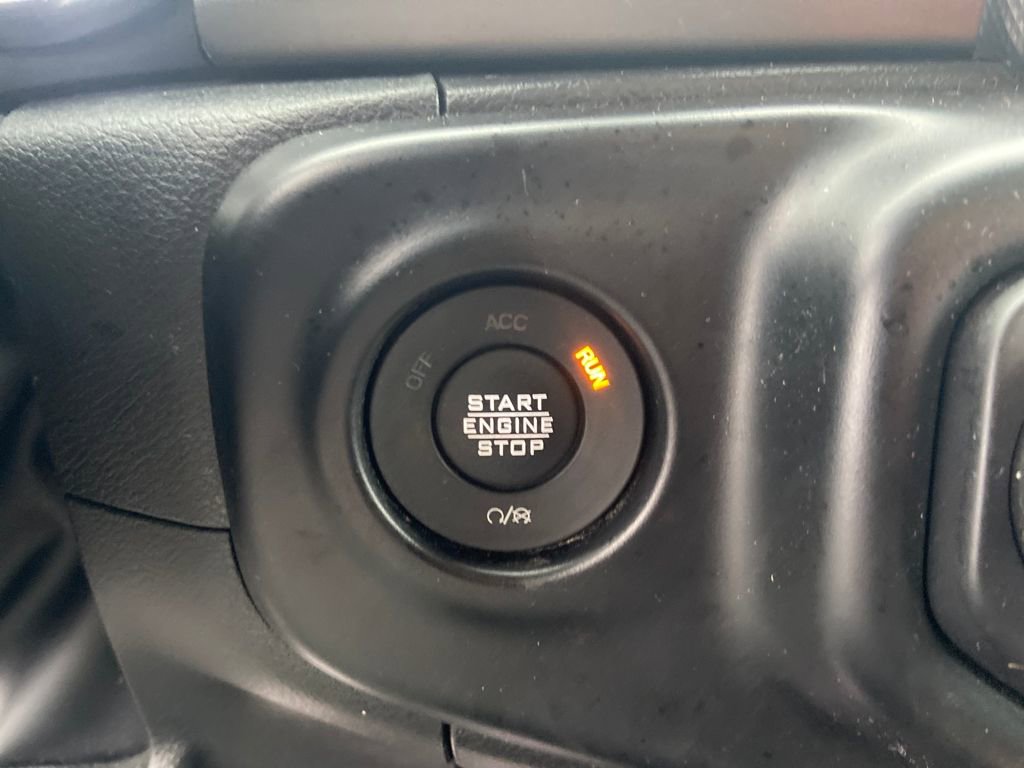 ACC
OFF
RUN
START
ENGINE
STOP